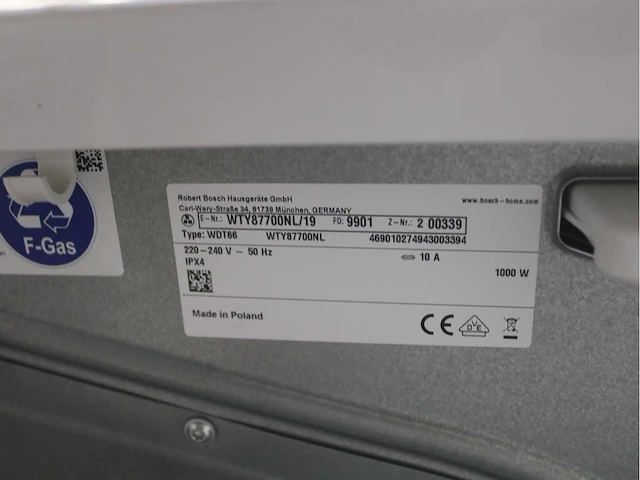 Robert Bosch Hausgeräte GmbH
www.bosch-home.com
Carl-Wery-Straße 34, 81739 München, GERMANY
E-Nr.: WTY87700NL/19 FD: 9901 Z-Nr.: 2 00339
Type: WDT66 WTY87700NL 469010274943003394
220-240 V ~ 50 Hz 10 A
IPX4 1000 W
Made in Poland
CE OVE
F-Gas